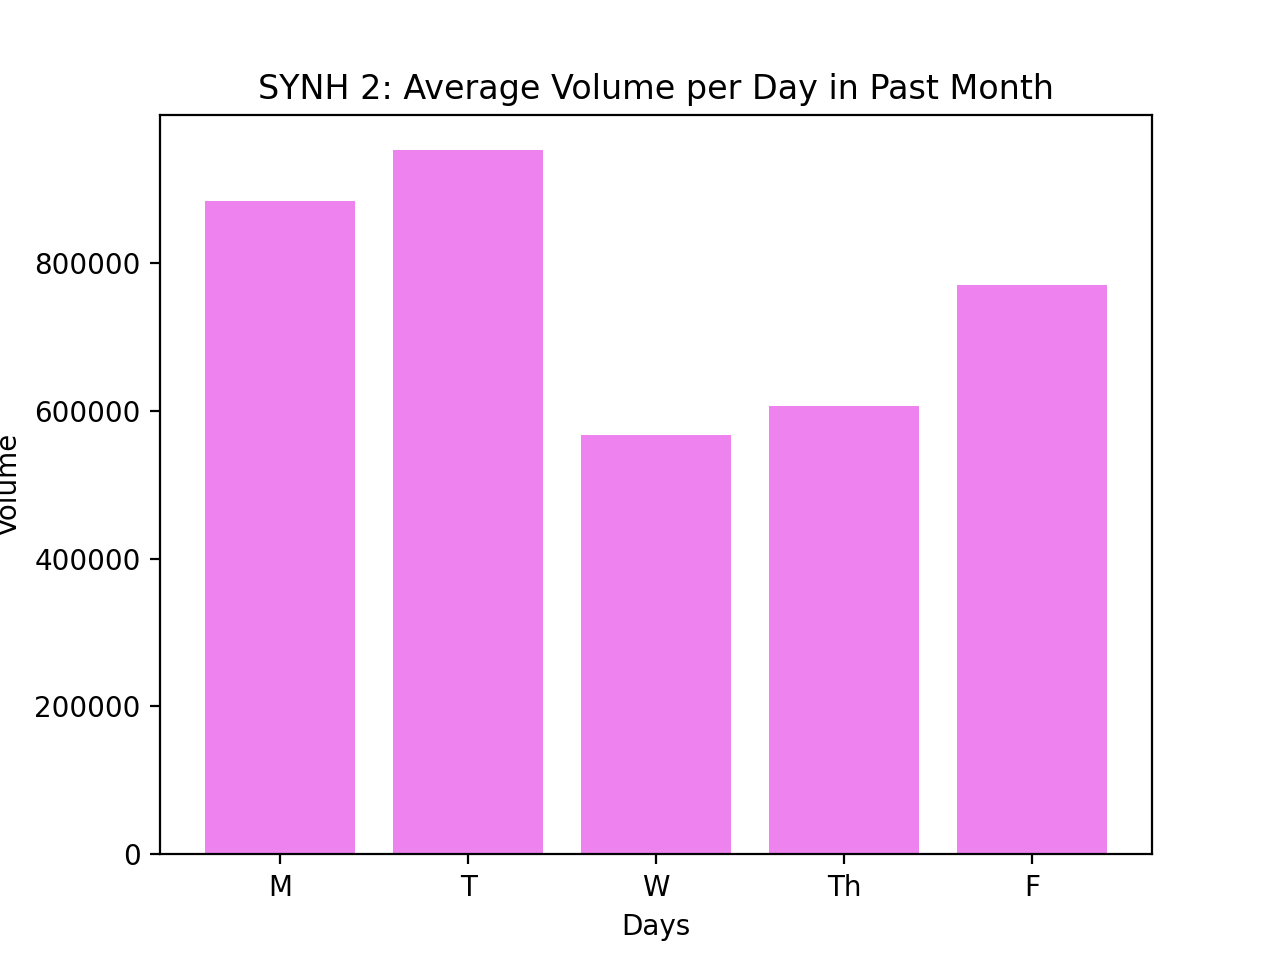 SYNH 2: Average Volume per Day in Past Month
800000
600000
400000
200000
0
Volume
M T W Th F
Days